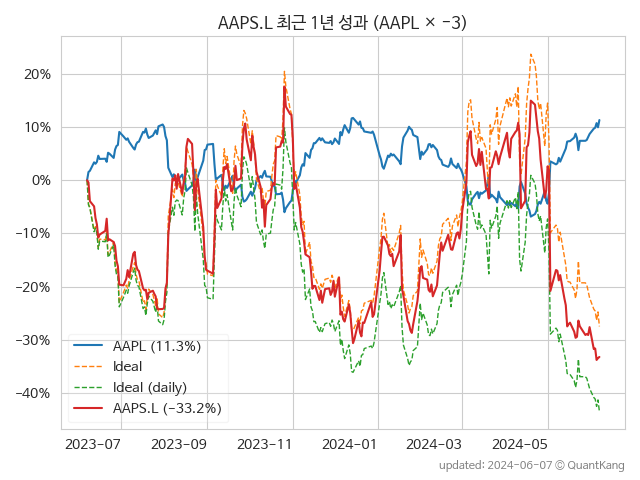 AAPS.L 최근 1년 성과 (AAPL × -3)
20%
10%
0%
-10%
-20%
-30%
-40%
AAPL (11.3%)
Ideal
Ideal (daily)
AAPS.L (-33.2%)
2023-07 2023-09 2023-11 2024-01 2024-03 2024-05
updated: 2024-06-07 © QuantKang